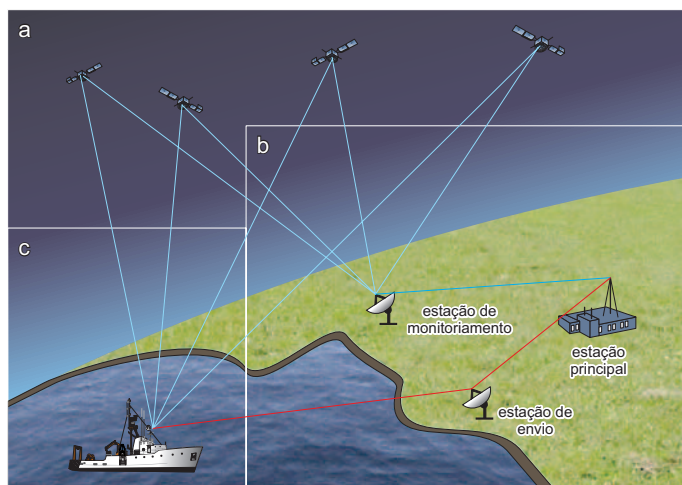 a
b
c
estação de
monitoriamento
estação
principal
estação de
envio